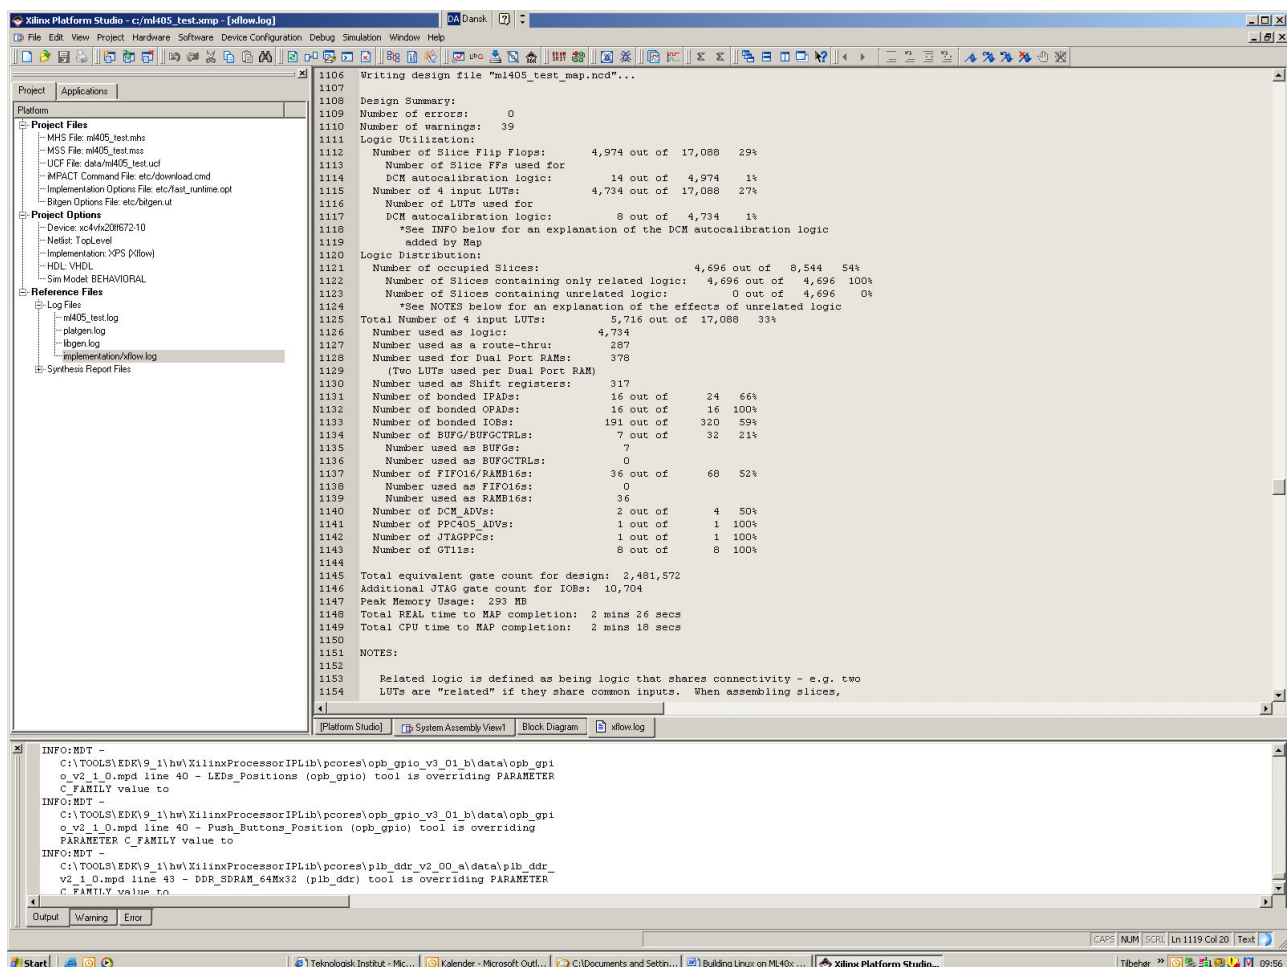 Xilinx Platform Studio - c:/ml405_test.xmp - [xflow.log]
DA Dansk
File Edit View Project Hardware Software Device Configuration Debug Simulation Window Help
Project Applications
Platform
Project Files
MHS File: ml405_test.mhs
MSS File: ml405_test.mss
UCF File: data/ml405_test.ucf
iMPACT Command File: etc/download.cmd
Implementation Options File: etc/fast_runtime.opt
Bitgen Options File: etc/bitgen.ut
Project Options
Device: xc4vfx20ff672-10
Netlist: TopLevel
Implementation: XPS (Xflow)
HDL: VHDL
Sim Model: BEHAVIORAL
Reference Files
Log Files
ml405_test.log
platgen.log
libgen.log
implementation/xflow.log
Synthesis Report Files
1106 Writing design file "ml405_test_map.ncd"...
1107
1108 Design Summary:
1109 Number of errors: 0
1110 Number of warnings: 39
1111 Logic Utilization:
1112 Number of Slice Flip Flops: 4,974 out of 17,088 29%
1113 Number of Slice FFs used for
1114 DCM autocalibration logic: 14 out of 4,974 1%
1115 Number of 4 input LUTs: 4,734 out of 17,088 27%
1116 Number of LUTs used for
1117 DCM autocalibration logic: 8 out of 4,734 1%
1118 *See INFO below for an explanation of the DCM autocalibration logic
1119 added by Map
1120 Logic Distribution:
1121 Number of occupied Slices: 4,696 out of 8,544 54%
1122 Number of Slices containing only related logic: 4,696 out of 4,696 100%
1123 Number of Slices containing unrelated logic: 0 out of 4,696 0%
1124 *See NOTES below for an explanation of the effects of unrelated logic
1125 Total Number of 4 input LUTs: 5,716 out of 17,088 33%
1126 Number used as logic: 4,734
1127 Number used as a route-thru: 287
1128 Number used for Dual Port RAMs: 378
1129 (Two LUTs used per Dual Port RAM)
1130 Number used as Shift registers: 317
1131 Number of bonded IPADs: 16 out of 24 66%
1132 Number of bonded OPADs: 16 out of 16 100%
1133 Number of bonded IOBs: 191 out of 320 59%
1134 Number of BUFG/BUFGCTRLs: 7 out of 32 21%
1135 Number used as BUFGs: 7
1136 Number used as BUFGCTRLs: 0
1137 Number of FIFO16/RAMB16s: 36 out of 68 52%
1138 Number used as FIFO16s: 0
1139 Number used as RAMB16s: 36
1140 Number of DCM_ADVs: 2 out of 4 50%
1141 Number of PPC405_ADVs: 1 out of 1 100%
1142 Number of JTAGPPCs: 1 out of 1 100%
1143 Number of GT11s: 8 out of 8 100%
1144
1145 Total equivalent gate count for design: 2,481,572
1146 Additional JTAG gate count for IOBs: 10,704
1147 Peak Memory Usage: 293 MB
1148 Total REAL time to MAP completion: 2 mins 26 secs
1149 Total CPU time to MAP completion: 2 mins 18 secs
1150
1151 NOTES:
1152
1153 Related logic is defined as being logic that shares connectivity - e.g. two
1154 LUTs are "related" if they share common inputs. When assembling slices,
[Platform Studio] System Assembly View1 Block Diagram xflow.log
INFO:MDT -
C:\TOOLS\EDK\9_1\hw\XilinxProcessorIPLib\pcores\opb_gpio_v3_01_b\data\opb_gpi
o_v2_1_0.mpd line 40 - LEDs_Positions (opb_gpio) tool is overriding PARAMETER
C_FAMILY value to
INFO:MDT -
C:\TOOLS\EDK\9_1\hw\XilinxProcessorIPLib\pcores\opb_gpio_v3_01_b\data\opb_gpi
o_v2_1_0.mpd line 40 - Push_Buttons_Position (opb_gpio) tool is overriding
PARAMETER C_FAMILY value to
INFO:MDT -
C:\TOOLS\EDK\9_1\hw\XilinxProcessorIPLib\pcores\plb_ddr_v2_00_a\data\plb_ddr_
v2_1_0.mpd line 43 - DDR_SDRAM_64Mx32 (plb_ddr) tool is overriding PARAMETER
C_FAMILY value to
Output Warning Error
CAPS NUM SCRL Ln 1119 Col 20 Text
Start Teknologisk Institut - Mic... Kalender - Microsoft Outl... C:\Documents and Settin... Building Linux on ML40x ... Xilinx Platform Studio... Tilbehør » 09:56